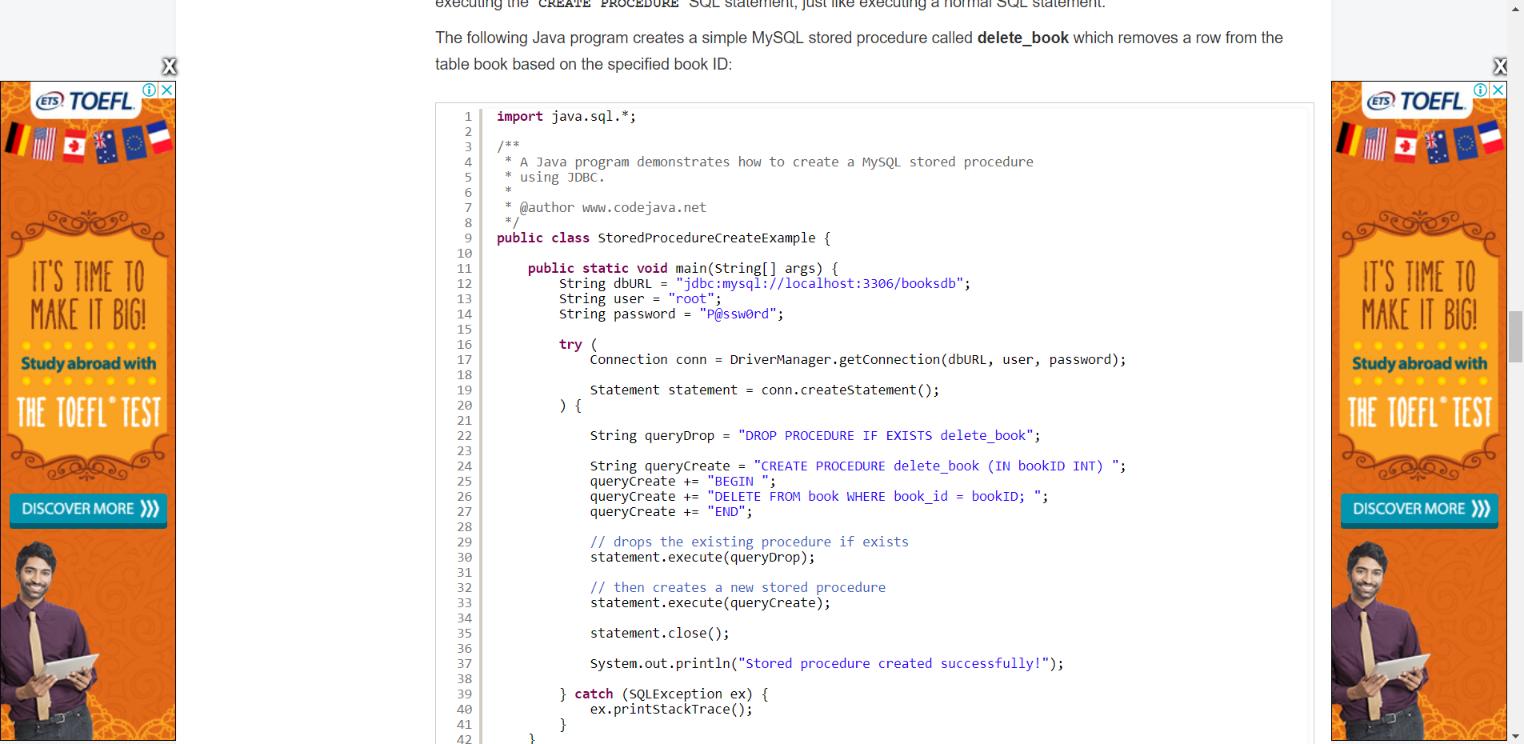 executing the CREATE PROCEDURE SQL statement, just like executing a normal SQL statement.
The following Java program creates a simple MySQL stored procedure called delete_book which removes a row from the
table book based on the specified book ID:
X
ETS TOEFL.
IT'S TIME TO
MAKE IT BIG!
Study abroad with
THE TOEFL® TEST
DISCOVER MORE
1 import java.sql.*;
2
3 /**
4 * A Java program demonstrates how to create a MySQL stored procedure
5 * using JDBC.
6 *
7 * @author www.codejava.net
8 */
9 public class StoredProcedureCreateExample {
10
11 public static void main(String[] args) {
12 String dbURL = "jdbc:mysql://localhost:3306/booksdb";
13 String user = "root";
14 String password = "P@ssw0rd";
15
16 try (
17 Connection conn = DriverManager.getConnection(dbURL, user, password);
18
19 Statement statement = conn.createStatement();
20 ) {
21
22 String queryDrop = "DROP PROCEDURE IF EXISTS delete_book";
23
24 String queryCreate = "CREATE PROCEDURE delete_book (IN bookID INT) ";
25 queryCreate += "BEGIN ";
26 queryCreate += "DELETE FROM book WHERE book_id = bookID; ";
27 queryCreate += "END";
28
29 // drops the existing procedure if exists
30 statement.execute(queryDrop);
31
32 // then creates a new stored procedure
33 statement.execute(queryCreate);
34
35 statement.close();
36
37 System.out.println("Stored procedure created successfully!");
38
39 } catch (SQLException ex) {
40 ex.printStackTrace();
41 }
42 }
X
ETS TOEFL.
IT'S TIME TO
MAKE IT BIG!
Study abroad with
THE TOEFL® TEST
DISCOVER MORE